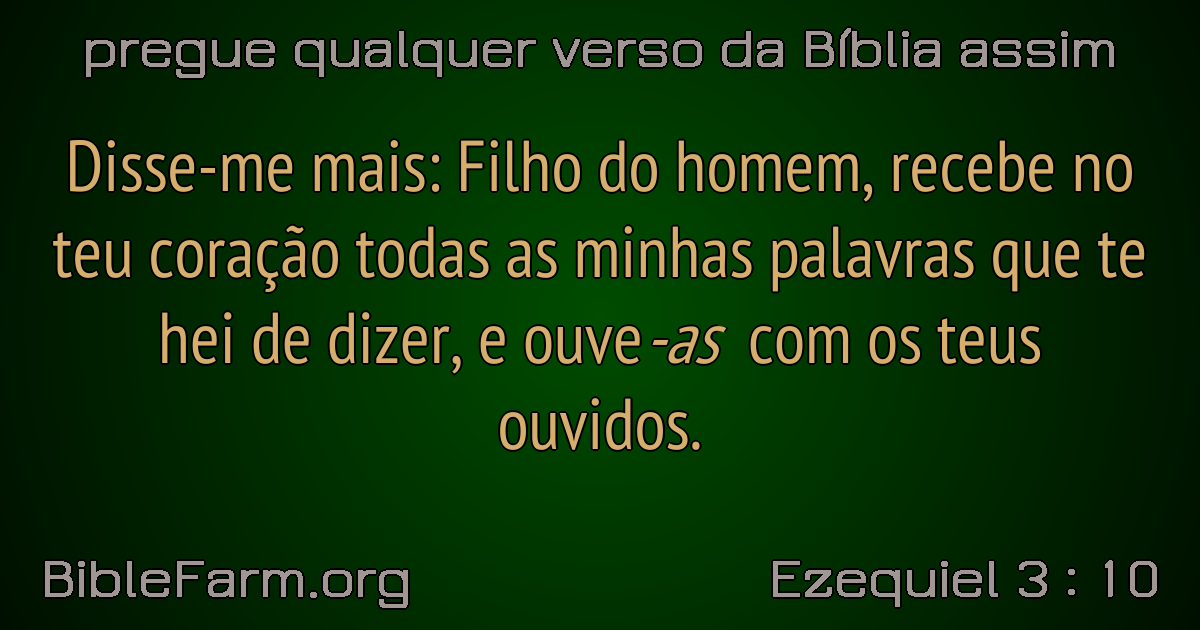 pregue qualquer verso da Bíblia assim
Disse-me mais: Filho do homem, recebe no
teu coração todas as minhas palavras que te
hei de dizer, e ouve-as com os teus
ouvidos.
BibleFarm.org
Ezequiel 3 : 10